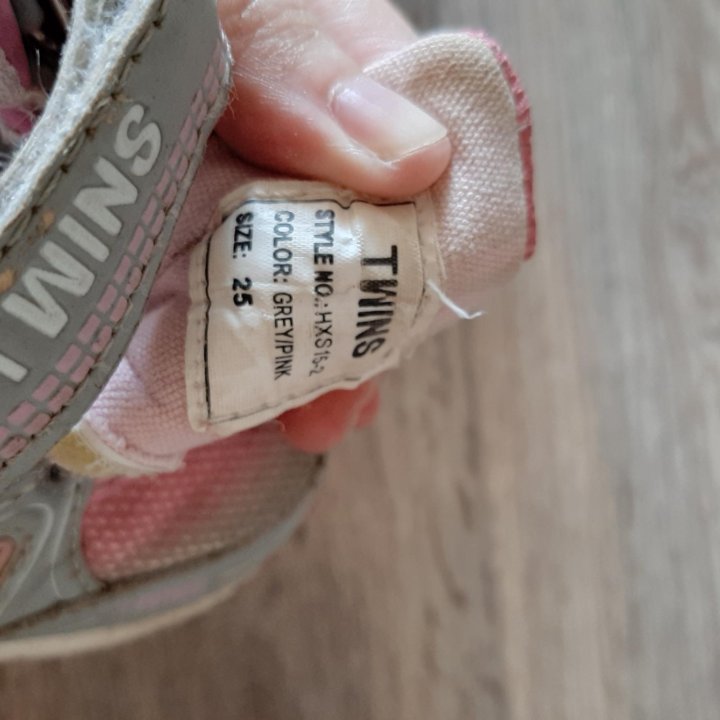 TWINS
STYLE NO.: HXS15-2
COLOR: GREY/PINK
SIZE: 25
TWINS